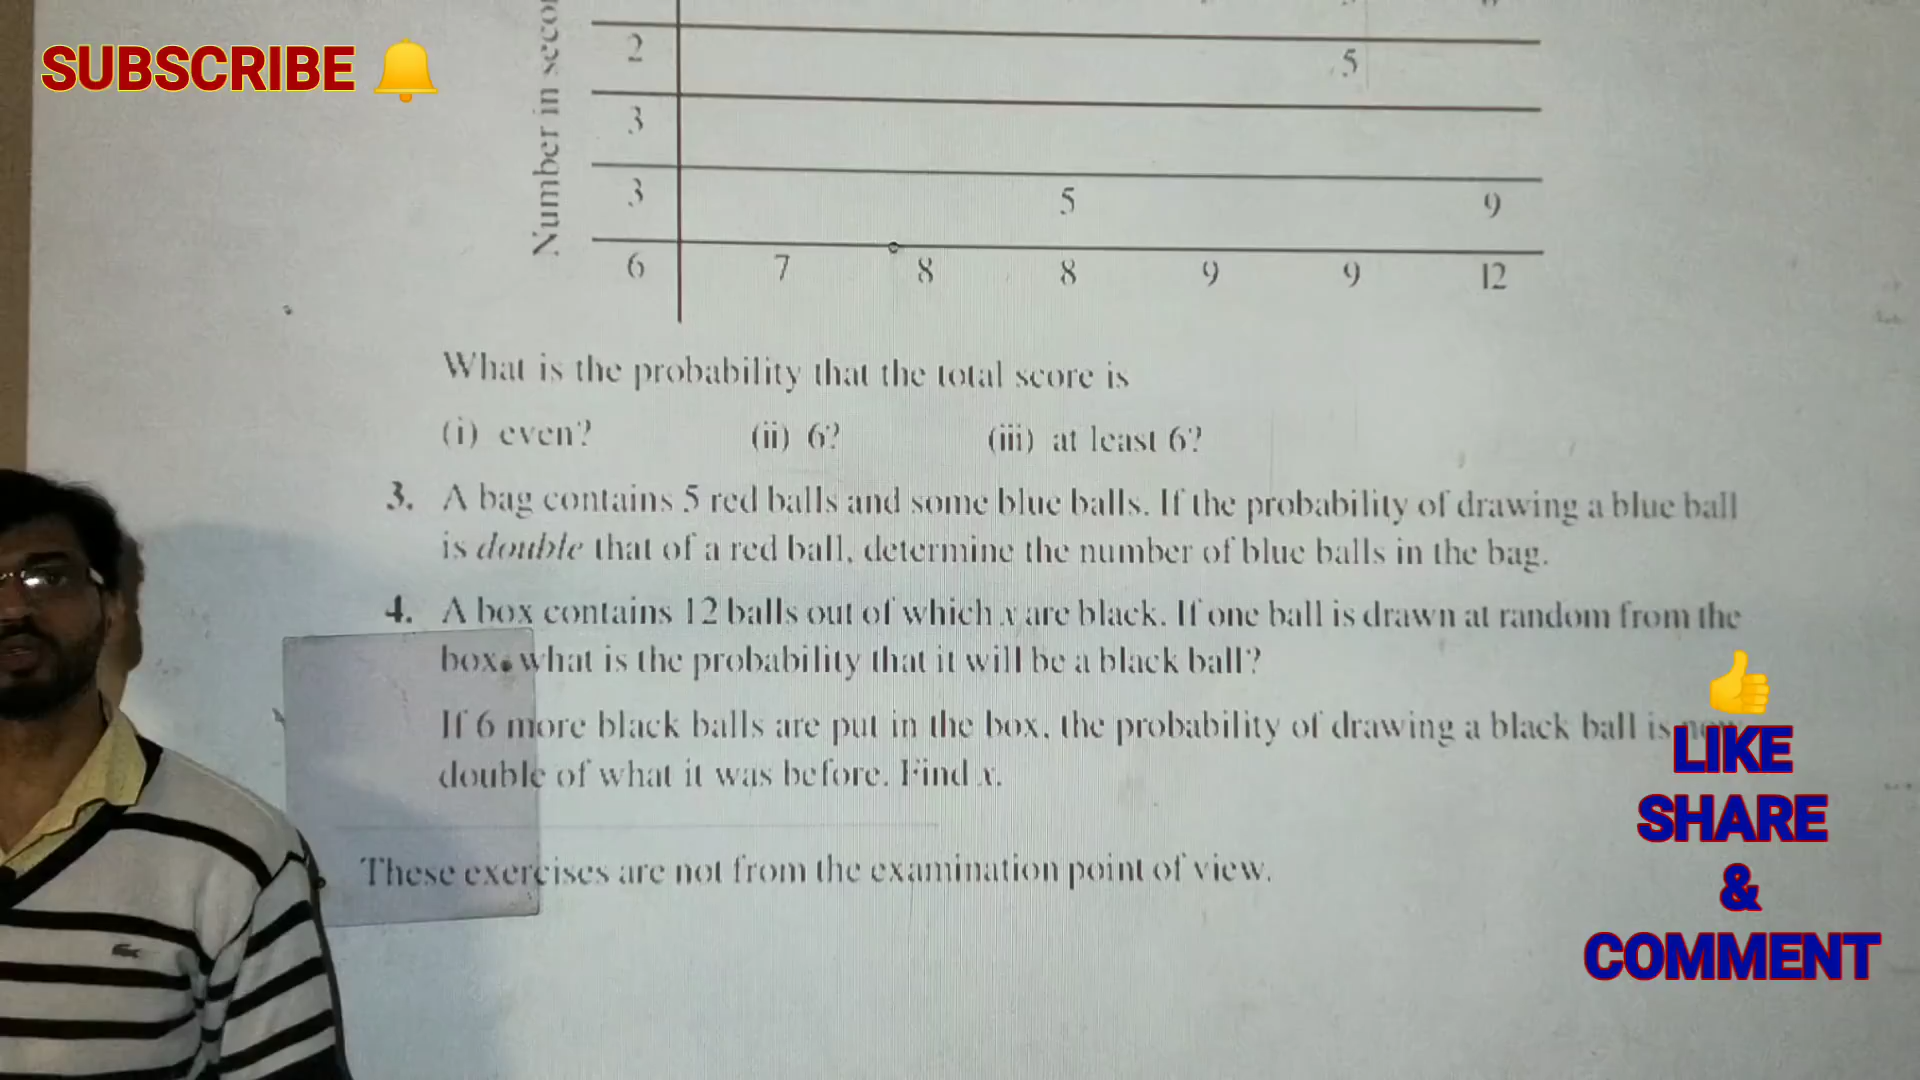 SUBSCRIBE
Number in
2 5
3
3 5 9
6 7 8 8 9 9 12
What is the probability that the total score is
(i) even? (ii) 6? (iii) at least 6?
3. A bag contains 5 red balls and some blue balls. If the probability of drawing a blue ball
is double that of a red ball, determine the number of blue balls in the bag.
4. A box contains 12 balls out of which x are black. If one ball is drawn at random from the
box, what is the probability that it will be a black ball?
If 6 more black balls are put in the box, the probability of drawing a black ball is
double of what it was before. Find x.
These exercises are not from the examination point of view.
LIKE
SHARE
&
COMMENT